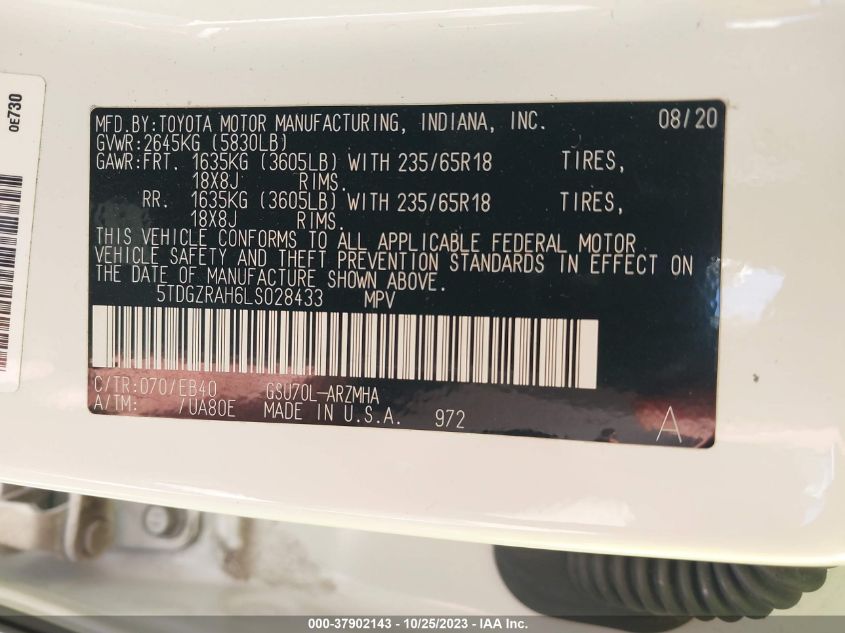 0E730
MFD.BY:TOYOTA MOTOR MANUFACTURING, INDIANA, INC. 08/20
GVWR:2645KG (5830LB)
GAWR:FRT. 1635KG (3605LB) WITH 235/65R18 TIRES,
18X8J RIMS.
RR. 1635KG (3605LB) WITH 235/65R18 TIRES,
18X8J RIMS.
THIS VEHICLE CONFORMS TO ALL APPLICABLE FEDERAL MOTOR
VEHICLE SAFETY AND THEFT PREVENTION STANDARDS IN EFFECT ON
THE DATE OF MANUFACTURE SHOWN ABOVE.
5TDGZRAH6LS028433 MPV
C/TR:070/EB40 GSU70L-ARZMHA
A/TM: /UA80E MADE IN U.S.A. 972 A
000-37902143 - 10/25/2023 - IAA Inc.